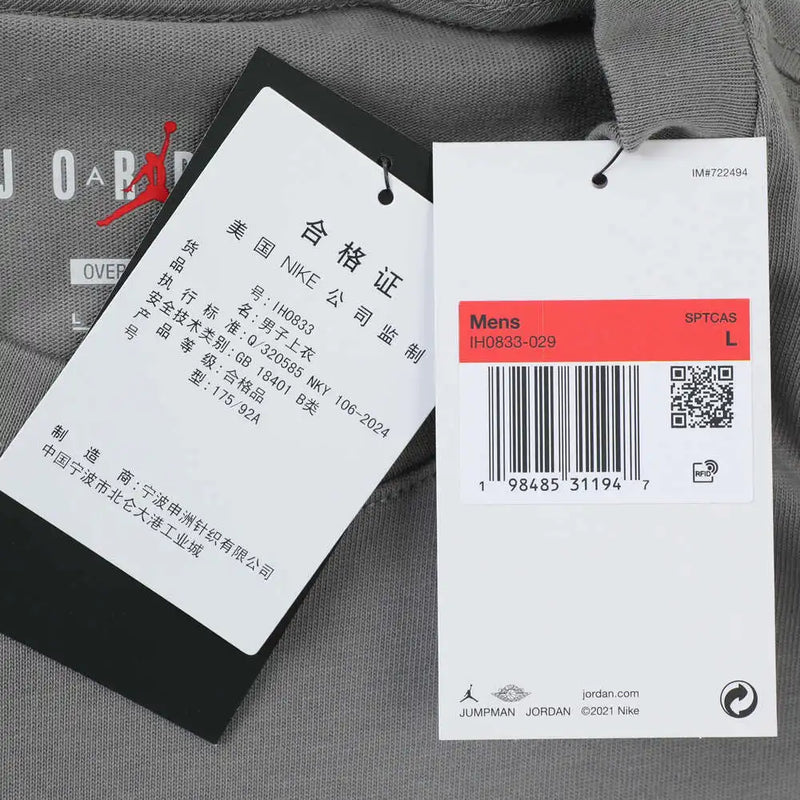 JORD
OVER
L
合格证
美国 NIKE 公司监制
货号: IH0833
品名: 男子上衣
执行标准: Q/320585 NKY 106-2024
安全技术类别: GB 18401 B类
产品等级: 合格品
号型: 175/92A
制造商: 宁波申洲针织有限公司
中国宁波市北仑大港工业城
IM#722494
Mens SPTCAS
IH0833-029 L
1 98485 31194 7
RFID
JUMPMAN JORDAN
jordan.com
©2021 Nike